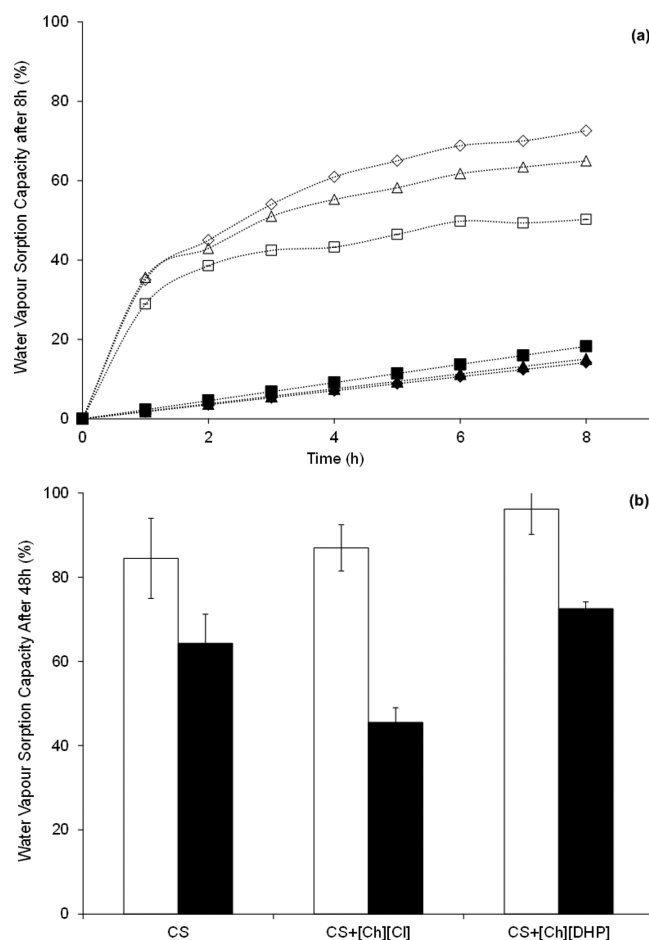 (a)
Water Vapour Sorption Capacity after 8h (%)
100
80
60
40
20
0
0 2 4 6 8
Time (h)
(b)
Water Vapour Sorption Capacity After 48h (%)
100
80
60
40
20
0
CS CS+[Ch][Cl] CS+[Ch][DHP]